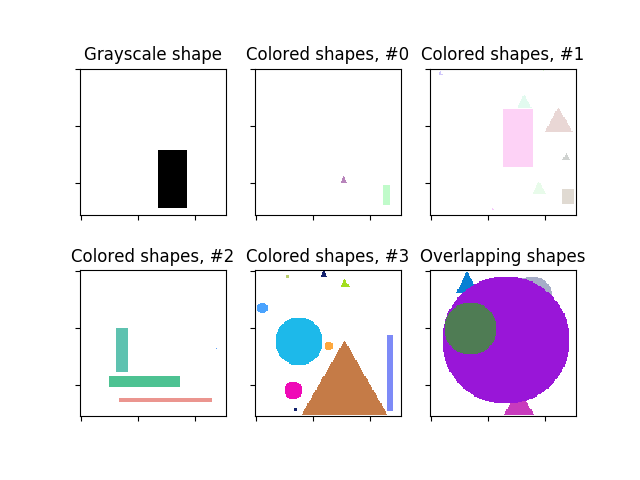 Grayscale shape
Colored shapes, #0
Colored shapes, #1
Colored shapes, #2
Colored shapes, #3
Overlapping shapes